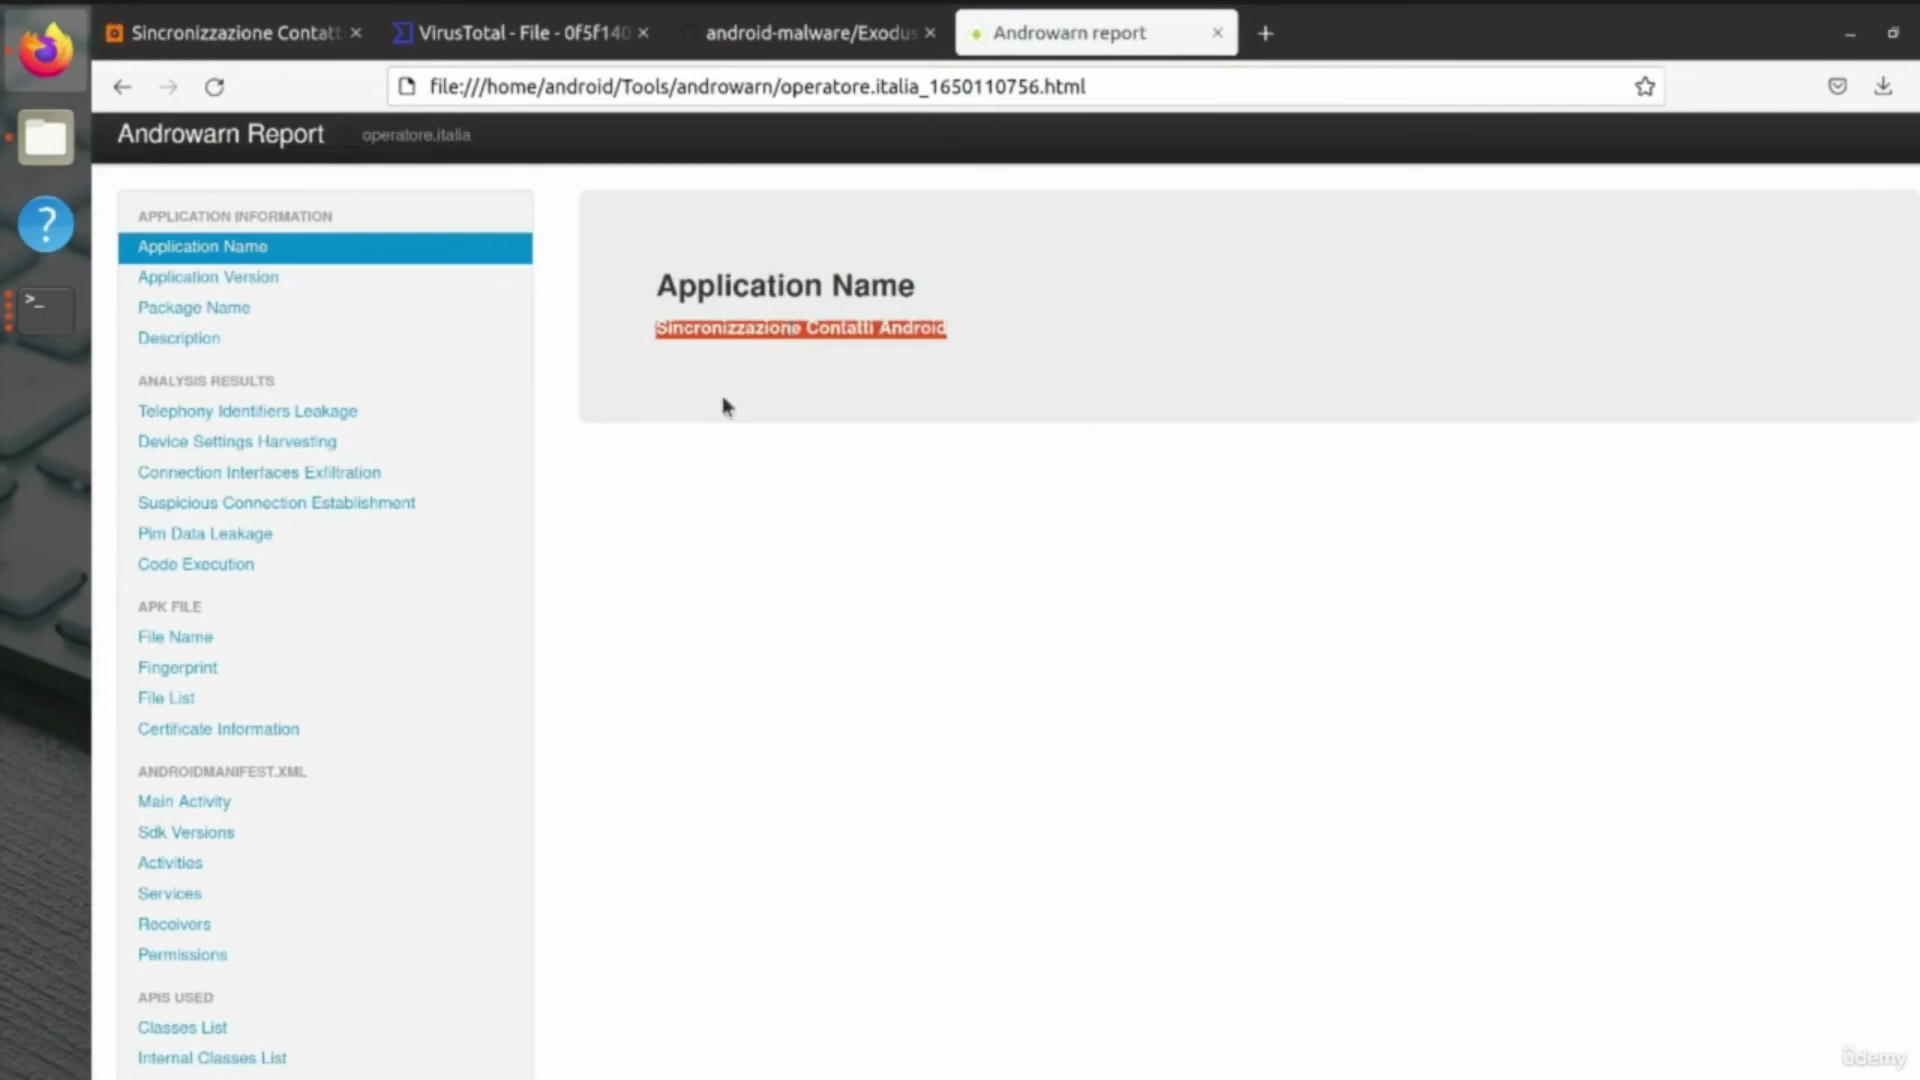 Sincronizzazione Contatt
VirusTotal - File - 0f5f140
android-malware/Exodus
Androwarn report
file:///home/android/Tools/androwarn/operatore.italia_1650110756.html
Androwarn Report
operatore.italia
APPLICATION INFORMATION
Application Name
Application Version
Package Name
Description
ANALYSIS RESULTS
Telephony Identifiers Leakage
Device Settings Harvesting
Connection Interfaces Exfiltration
Suspicious Connection Establishment
Pim Data Leakage
Code Execution
APK FILE
File Name
Fingerprint
File List
Certificate Information
ANDROIDMANIFEST.XML
Main Activity
Sdk Versions
Activities
Services
Receivers
Permissions
APIS USED
Classes List
Internal Classes List
Application Name
Sincronizzazione Contatti Android
ûdemy